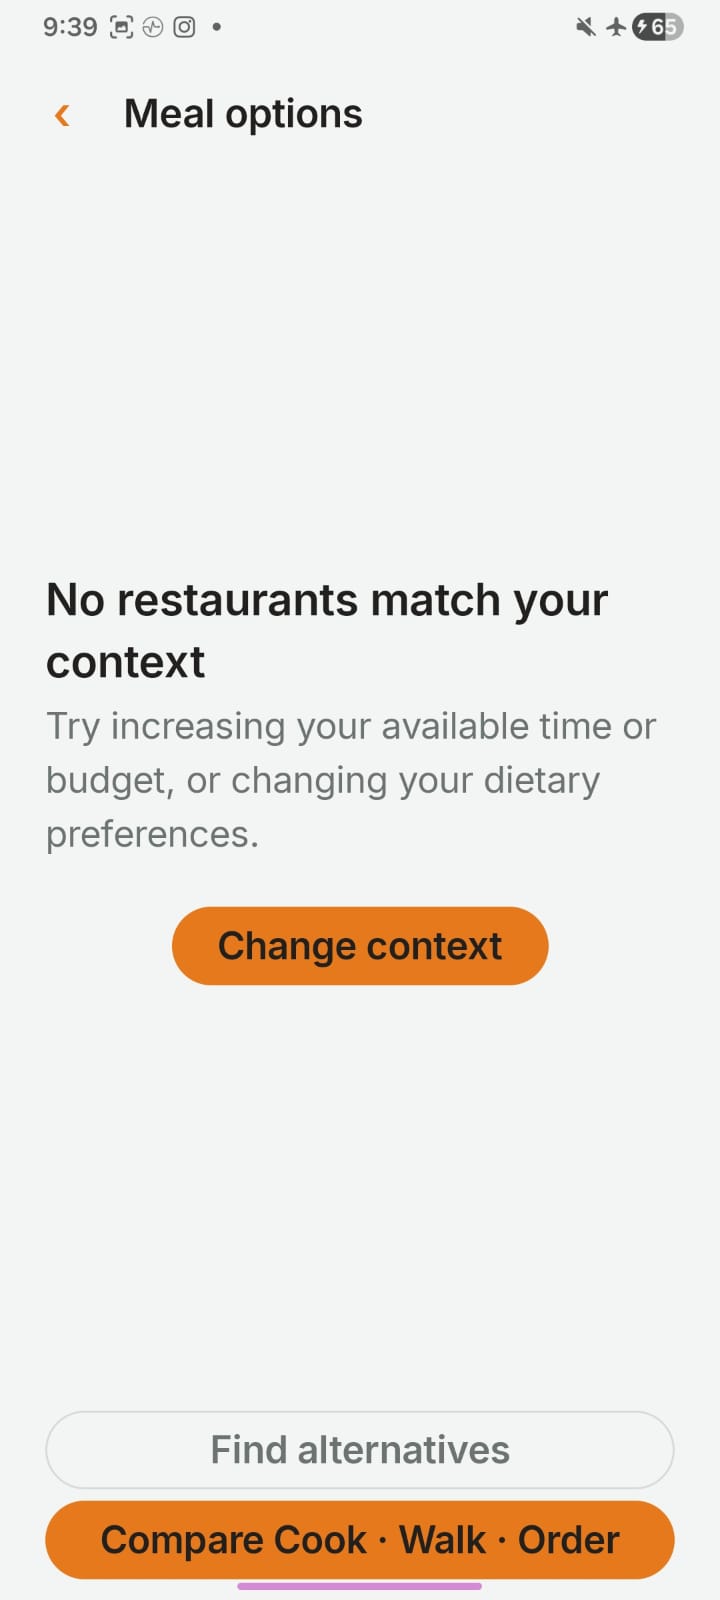 9:39
65
Meal options
No restaurants match your
context
Try increasing your available time or
budget, or changing your dietary
preferences.
Change context
Find alternatives
Compare Cook · Walk · Order